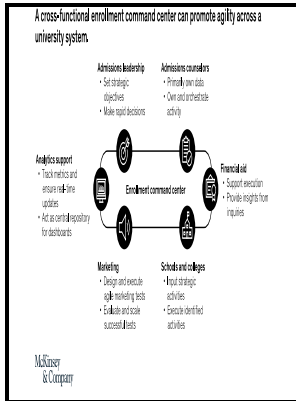 A cross-functional enrollment command center can promote agility across a
university system.
Admissions leadership
• Set strategic
objectives
• Make rapid decisions
Admissions counselors
• Primarily own data
• Own and orchestrate
activity
Analytics support
• Track metrics and
ensure real-time
updates
• Act as central repository
for dashboards
Enrollment command center
Financial aid
• Support execution
• Provide insights from
inquiries
Marketing
• Design and execute
agile marketing tests
• Evaluate and scale
successful tests
Schools and colleges
• Input strategic
activities
• Execute identified
activities
McKinsey
& Company